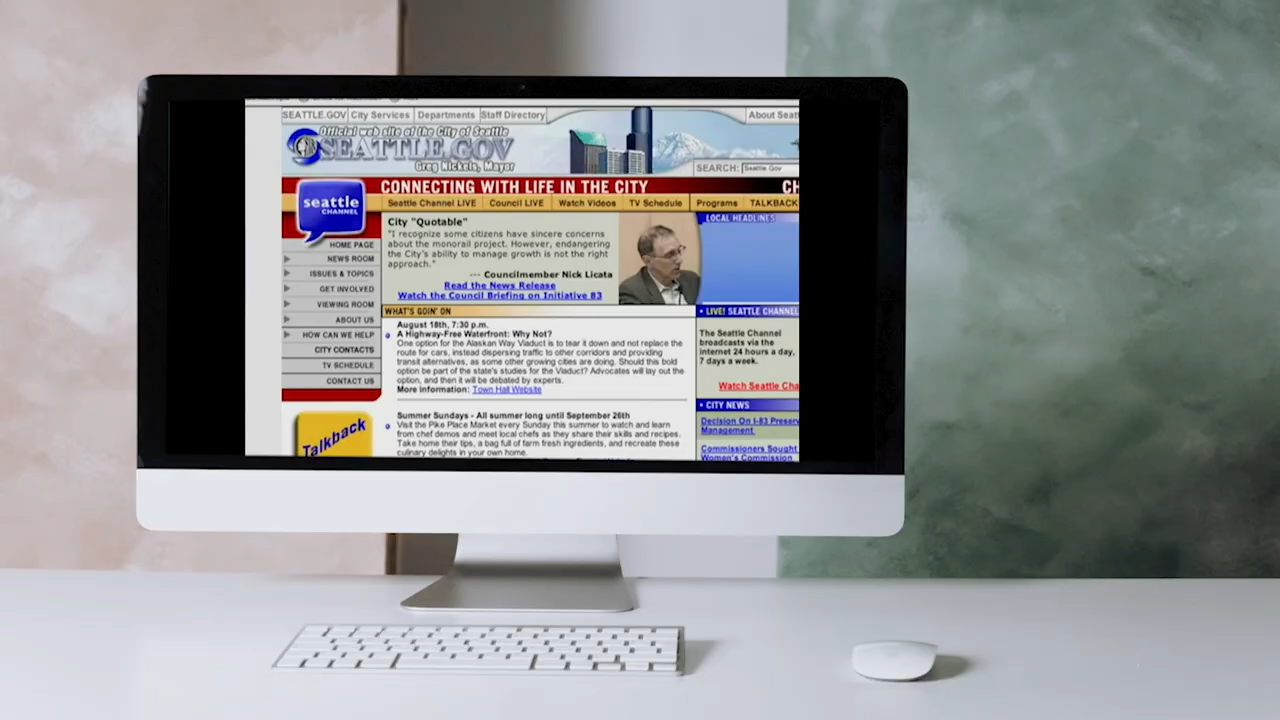 SEATTLE.GOV City Services Departments Staff Directory About Seatt
Official web site of the City of Seattle
SEATTLE.GOV
Greg Nickels, Mayor
SEARCH: Seattle.Gov
CONNECTING WITH LIFE IN THE CITY CH
seattle
CHANNEL
Seattle Channel LIVE Council LIVE Watch Videos TV Schedule Programs TALKBACK
HOME PAGE
NEWS ROOM
ISSUES & TOPICS
GET INVOLVED
VIEWING ROOM
ABOUT US
HOW CAN WE HELP
CITY CONTACTS
TV SCHEDULE
CONTACT US
Talkback
City "Quotable"
"I recognize some citizens have sincere concerns
about the monorail project. However, endangering
the City's ability to manage growth is not the right
approach."
--- Councilmember Nick Licata
Read the News Release
Watch the Council Briefing on Initiative 83
WHAT'S GOIN' ON
August 18th, 7:30 p.m.
A Highway-Free Waterfront: Why Not?
One option for the Alaskan Way Viaduct is to tear it down and not replace the
route for cars, instead dispersing traffic to other corridors and providing
transit alternatives, as some other growing cities are doing. Should this bold
option be part of the state's studies for the Viaduct? Advocates will lay out the
option, and then it will be debated by experts.
More information: Town Hall Website
Summer Sundays - All summer long until September 26th
Visit the Pike Place Market every Sunday this summer to watch and learn
from chef demos and meet local chefs as they share their skills and recipes.
Take home their tips, a bag full of farm fresh ingredients, and recreate these
culinary delights in your own home.
LOCAL HEADLINES
LIVE! SEATTLE CHANNEL
The Seattle Channel
broadcasts via the
internet 24 hours a day,
7 days a week.
Watch Seattle Cha
CITY NEWS
Decision On I-83 Preserv
Management
Commissioners Sought
Women's Commission